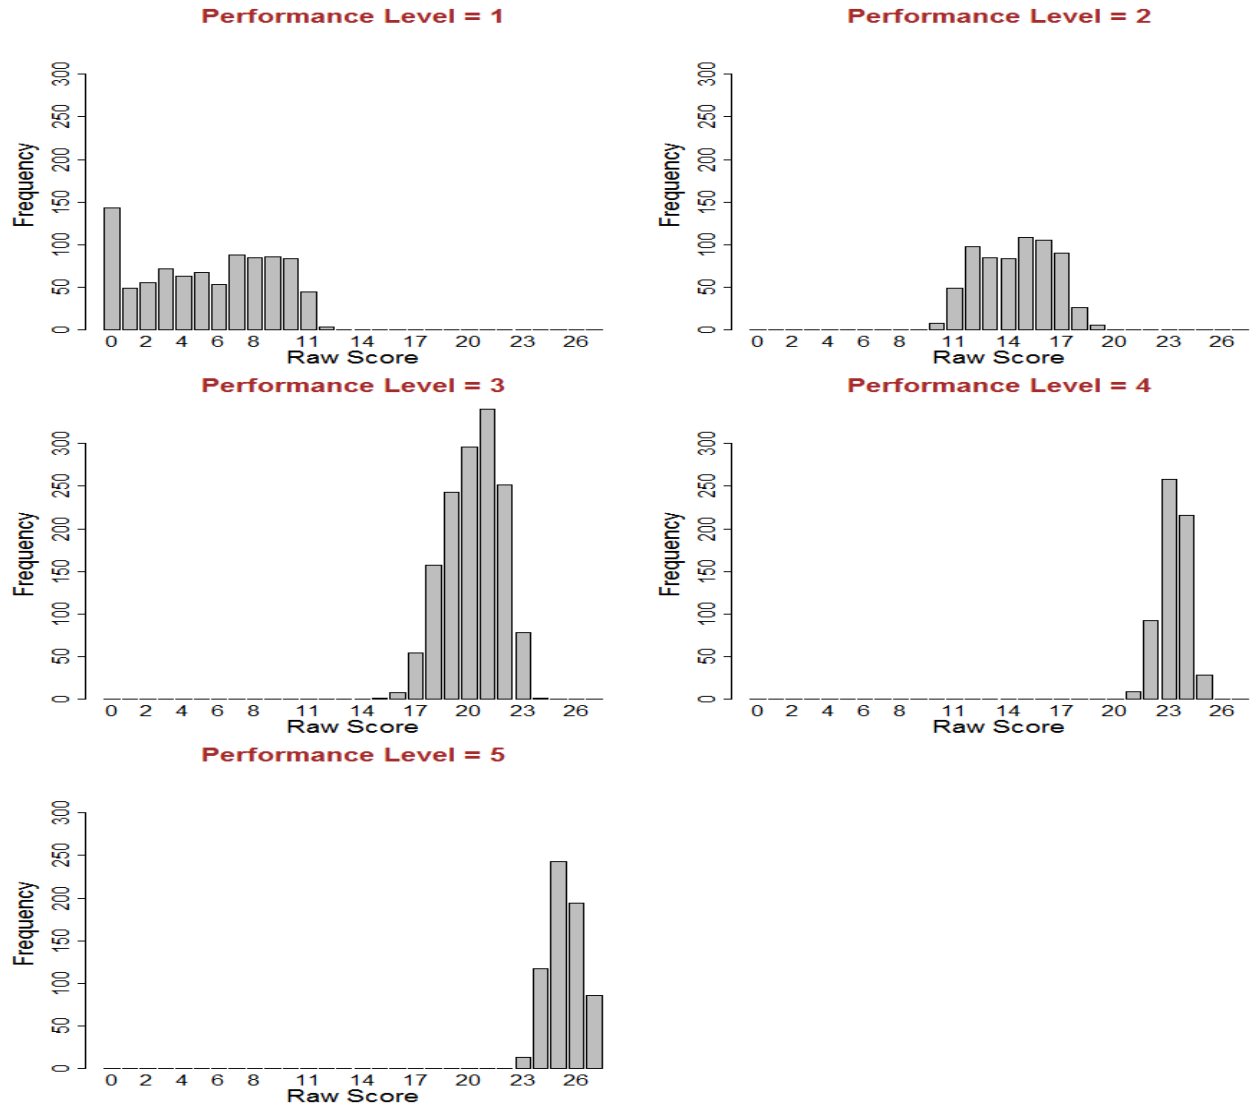 Performance Level = 1
Frequency
300
250
200
150
100
50
0
0 2 4 6 8 11 14 17 20 23 26
Raw Score
Performance Level = 2
Frequency
300
250
200
150
100
50
0
0 2 4 6 8 11 14 17 20 23 26
Raw Score
Performance Level = 3
Frequency
300
250
200
150
100
50
0
0 2 4 6 8 11 14 17 20 23 26
Raw Score
Performance Level = 4
Frequency
300
250
200
150
100
50
0
0 2 4 6 8 11 14 17 20 23 26
Raw Score
Performance Level = 5
Frequency
300
250
200
150
100
50
0
0 2 4 6 8 11 14 17 20 23 26
Raw Score